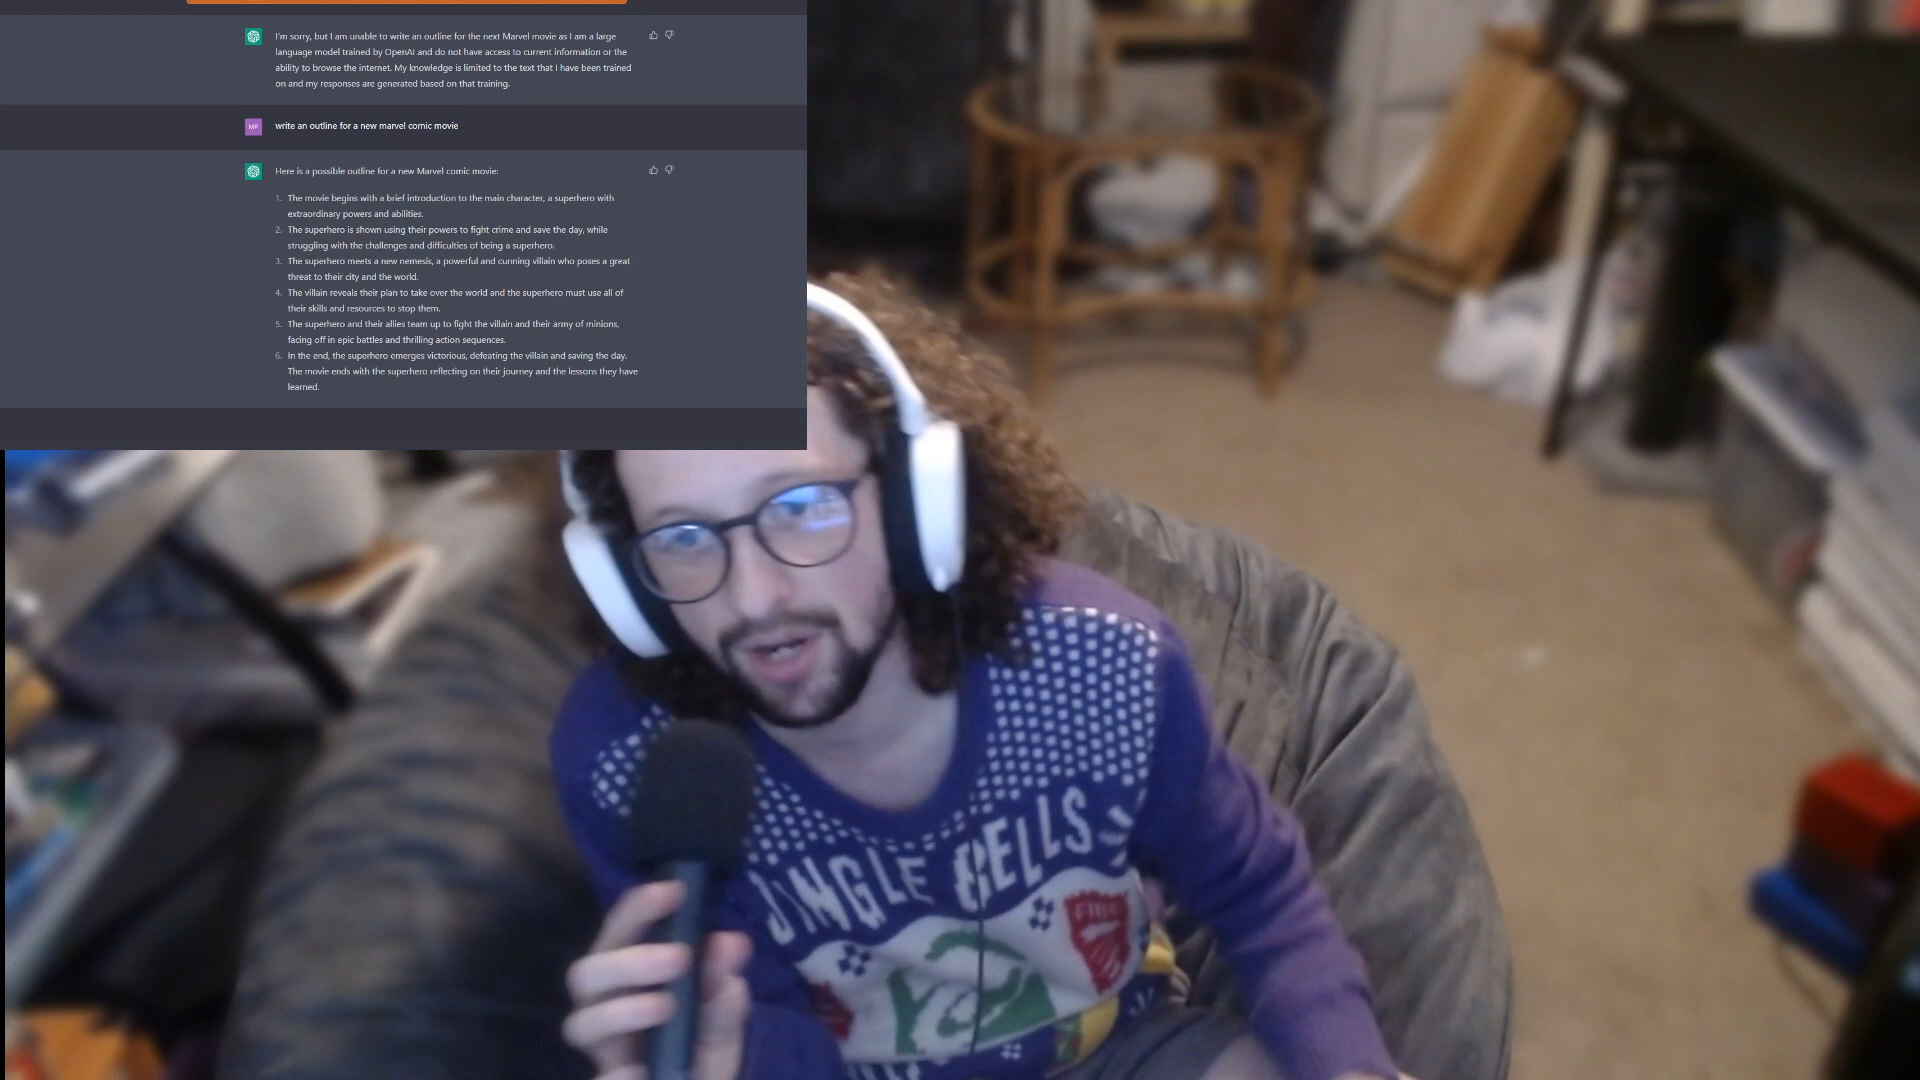 I'm sorry, but I am unable to write an outline for the next Marvel movie as I am a large
language model trained by OpenAI and do not have access to current information or the
ability to browse the internet. My knowledge is limited to the text that I have been trained
on and my responses are generated based on that training.
MP
write an outline for a new marvel comic movie
Here is a possible outline for a new Marvel comic movie:
1. The movie begins with a brief introduction to the main character, a superhero with
extraordinary powers and abilities.
2. The superhero is shown using their powers to fight crime and save the day, while
struggling with the challenges and difficulties of being a superhero.
3. The superhero meets a new nemesis, a powerful and cunning villain who poses a great
threat to their city and the world.
4. The villain reveals their plan to take over the world and the superhero must use all of
their skills and resources to stop them.
5. The superhero and their allies team up to fight the villain and their army of minions,
facing off in epic battles and thrilling action sequences.
6. In the end, the superhero emerges victorious, defeating the villain and saving the day.
The movie ends with the superhero reflecting on their journey and the lessons they have
learned.
JINGLE BELLS